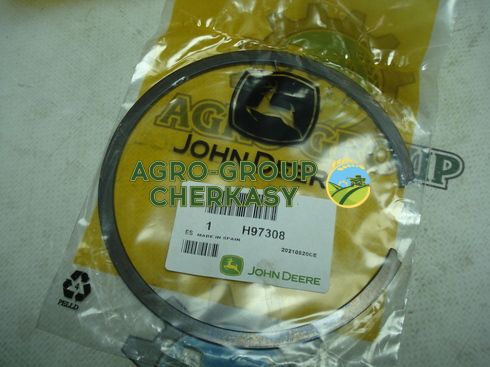 AGRO-GROUP
JOHN DEERE
AGRO-GROUP
CHERKASY
1 H97308
ES MADE IN SPAIN
20210820CE
JOHN DEERE
PELLD